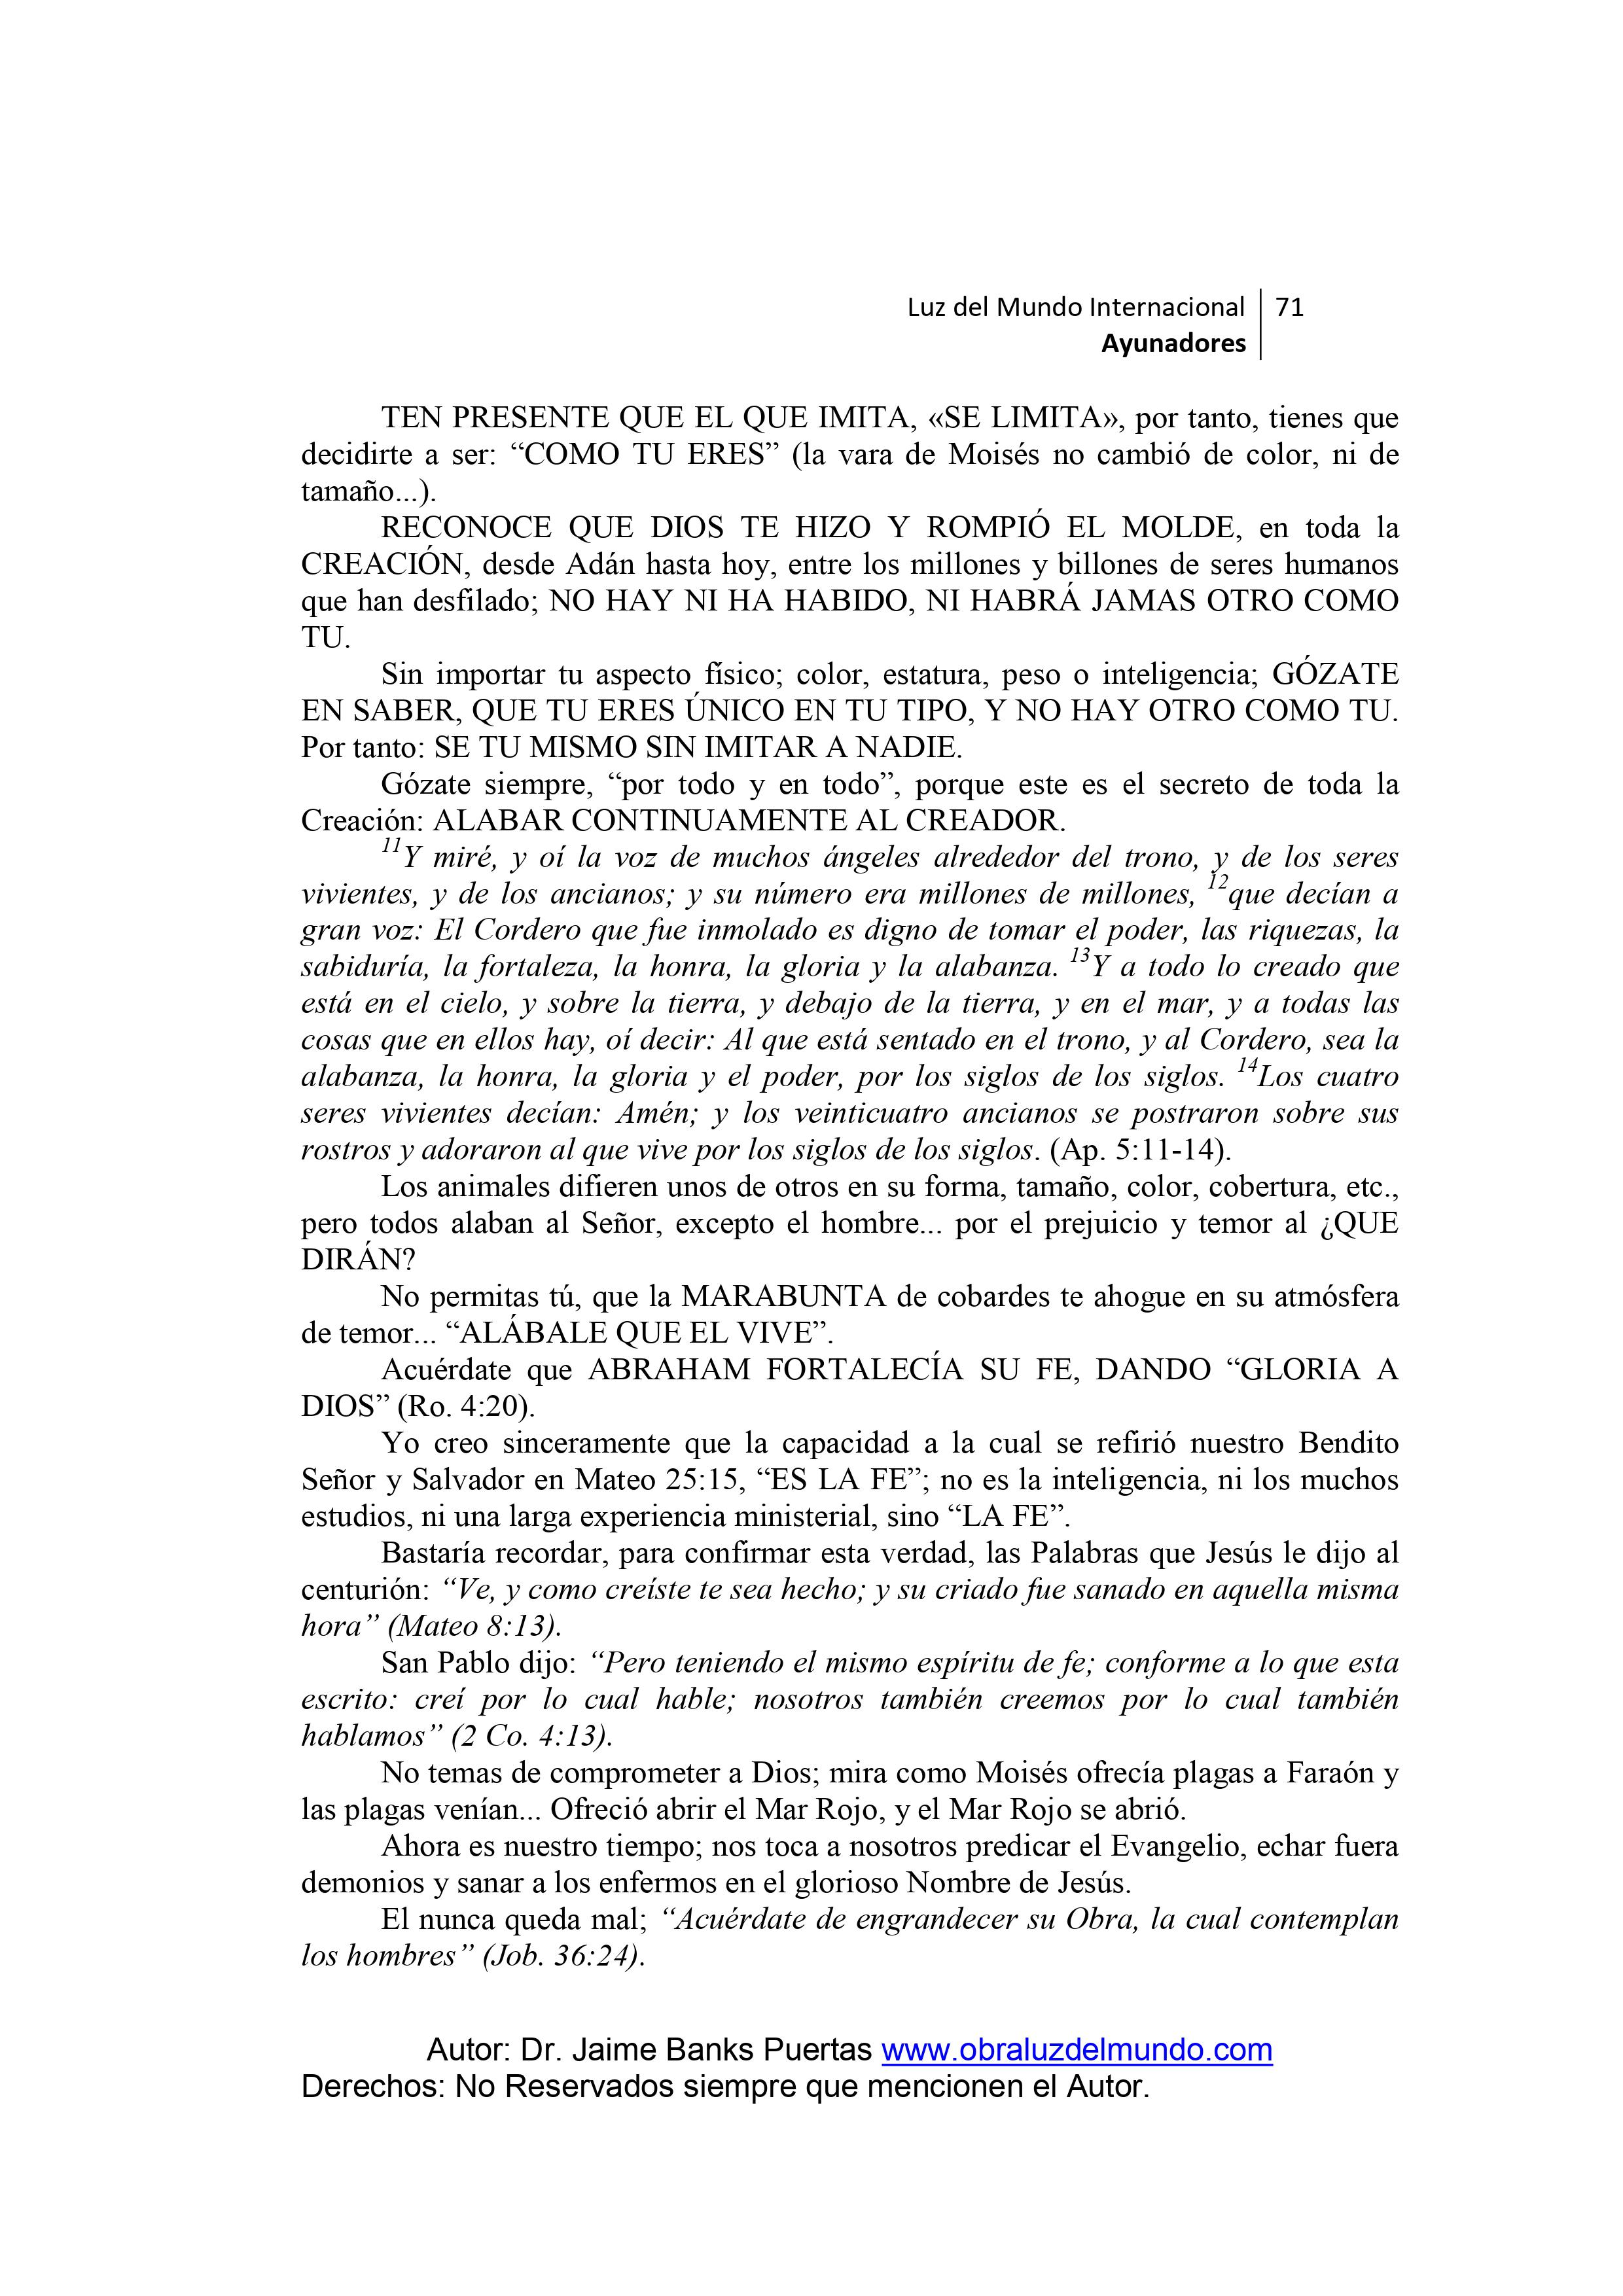 Luz del Mundo Internacional 71
Ayunadores
TEN PRESENTE QUE EL QUE IMITA, «SE LIMITA», por tanto, tienes que
decidirte a ser: “COMO TU ERES” (la vara de Moisés no cambió de color, ni de
tamaño...).
RECONOCE QUE DIOS TE HIZO Y ROMPIÓ EL MOLDE, en toda la
CREACIÓN, desde Adán hasta hoy, entre los millones y billones de seres humanos
que han desfilado; NO HAY NI HA HABIDO, NI HABRÁ JAMAS OTRO COMO
TU.
Sin importar tu aspecto físico; color, estatura, peso o inteligencia; GÓZATE
EN SABER, QUE TU ERES ÚNICO EN TU TIPO, Y NO HAY OTRO COMO TU.
Por tanto: SE TU MISMO SIN IMITAR A NADIE.
Gózate siempre, “por todo y en todo”, porque este es el secreto de toda la
Creación: ALABAR CONTINUAMENTE AL CREADOR.
11Y miré, y oí la voz de muchos ángeles alrededor del trono, y de los seres
vivientes, y de los ancianos; y su número era millones de millones, 12que decían a
gran voz: El Cordero que fue inmolado es digno de tomar el poder, las riquezas, la
sabiduría, la fortaleza, la honra, la gloria y la alabanza. 13Y a todo lo creado que
está en el cielo, y sobre la tierra, y debajo de la tierra, y en el mar, y a todas las
cosas que en ellos hay, oí decir: Al que está sentado en el trono, y al Cordero, sea la
alabanza, la honra, la gloria y el poder, por los siglos de los siglos. 14Los cuatro
seres vivientes decían: Amén; y los veinticuatro ancianos se postraron sobre sus
rostros y adoraron al que vive por los siglos de los siglos. (Ap. 5:11-14).
Los animales difieren unos de otros en su forma, tamaño, color, cobertura, etc.,
pero todos alaban al Señor, excepto el hombre... por el prejuicio y temor al ¿QUE
DIRÁN?
No permitas tú, que la MARABUNTA de cobardes te ahogue en su atmósfera
de temor... “ALÁBALE QUE EL VIVE”.
Acuérdate que ABRAHAM FORTALECÍA SU FE, DANDO “GLORIA A
DIOS” (Ro. 4:20).
Yo creo sinceramente que la capacidad a la cual se refirió nuestro Bendito
Señor y Salvador en Mateo 25:15, “ES LA FE”; no es la inteligencia, ni los muchos
estudios, ni una larga experiencia ministerial, sino “LA FE”.
Bastaría recordar, para confirmar esta verdad, las Palabras que Jesús le dijo al
centurión: “Ve, y como creíste te sea hecho; y su criado fue sanado en aquella misma
hora” (Mateo 8:13).
San Pablo dijo: “Pero teniendo el mismo espíritu de fe; conforme a lo que esta
escrito: creí por lo cual hable; nosotros también creemos por lo cual también
hablamos” (2 Co. 4:13).
No temas de comprometer a Dios; mira como Moisés ofrecía plagas a Faraón y
las plagas venían... Ofreció abrir el Mar Rojo, y el Mar Rojo se abrió.
Ahora es nuestro tiempo; nos toca a nosotros predicar el Evangelio, echar fuera
demonios y sanar a los enfermos en el glorioso Nombre de Jesús.
El nunca queda mal; “Acuérdate de engrandecer su Obra, la cual contemplan
los hombres” (Job. 36:24).
Autor: Dr. Jaime Banks Puertas www.obraluzdelmundo.com
Derechos: No Reservados siempre que mencionen el Autor.